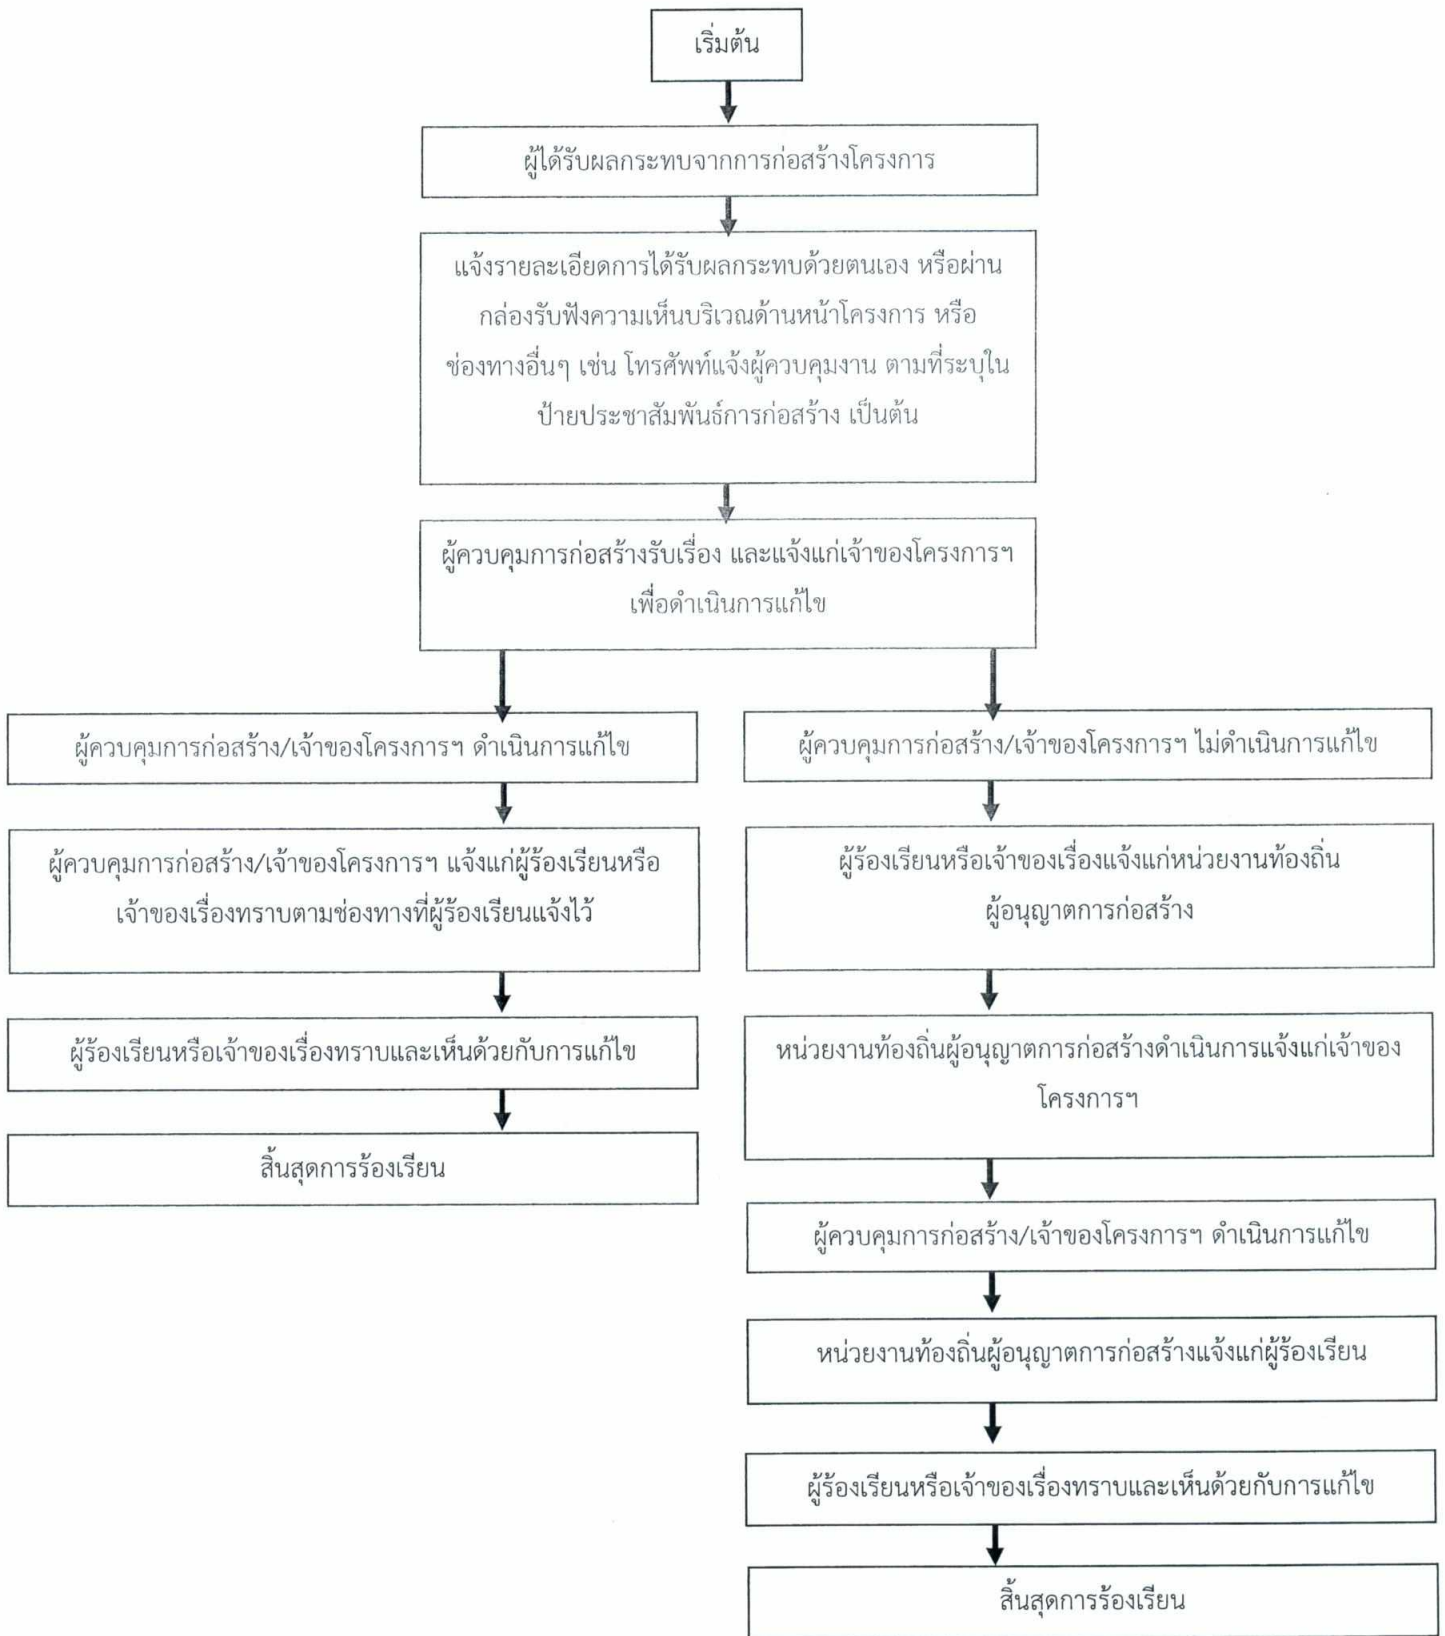 เริ่มต้น
ผู้ได้รับผลกระทบจากการก่อสร้างโครงการ
แจ้งรายละเอียดการได้รับผลกระทบด้วยตนเอง หรือผ่าน
กล่องรับฟังความเห็นบริเวณด้านหน้าโครงการ หรือ
ช่องทางอื่นๆ เช่น โทรศัพท์แจ้งผู้ควบคุมงาน ตามที่ระบุใน
ป้ายประชาสัมพันธ์การก่อสร้าง เป็นต้น
ผู้ควบคุมการก่อสร้างรับเรื่อง และแจ้งแก่เจ้าของโครงการฯ
เพื่อดำเนินการแก้ไข
ผู้ควบคุมการก่อสร้าง/เจ้าของโครงการฯ ดำเนินการแก้ไข
ผู้ควบคุมการก่อสร้าง/เจ้าของโครงการฯ แจ้งแก่ผู้ร้องเรียนหรือ
เจ้าของเรื่องทราบตามช่องทางที่ผู้ร้องเรียนแจ้งไว้
ผู้ร้องเรียนหรือเจ้าของเรื่องทราบและเห็นด้วยกับการแก้ไข
สิ้นสุดการร้องเรียน
ผู้ควบคุมการก่อสร้าง/เจ้าของโครงการฯ ไม่ดำเนินการแก้ไข
ผู้ร้องเรียนหรือเจ้าของเรื่องแจ้งแก่หน่วยงานท้องถิ่น
ผู้อนุญาตการก่อสร้าง
หน่วยงานท้องถิ่นผู้อนุญาตการก่อสร้างดำเนินการแจ้งแก่เจ้าของ
โครงการฯ
ผู้ควบคุมการก่อสร้าง/เจ้าของโครงการฯ ดำเนินการแก้ไข
หน่วยงานท้องถิ่นผู้อนุญาตการก่อสร้างแจ้งแก่ผู้ร้องเรียน
ผู้ร้องเรียนหรือเจ้าของเรื่องทราบและเห็นด้วยกับการแก้ไข
สิ้นสุดการร้องเรียน